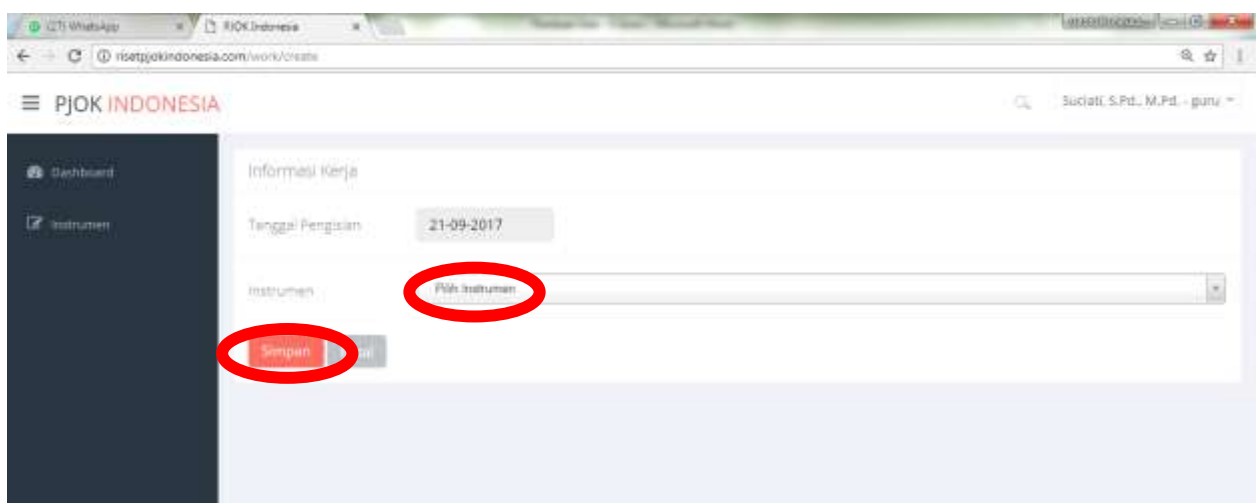 (27) WhatsApp
PJOK Indonesia
risetpjokindonesia.com/work/create
PJOK INDONESIA
Suciati, S.Pd., M.Pd. - guru
Dashboard
Instrumen
Informasi Kerja
Tanggal Pengisian
21-09-2017
Instrumen
Pilih Instrumen
Simpan